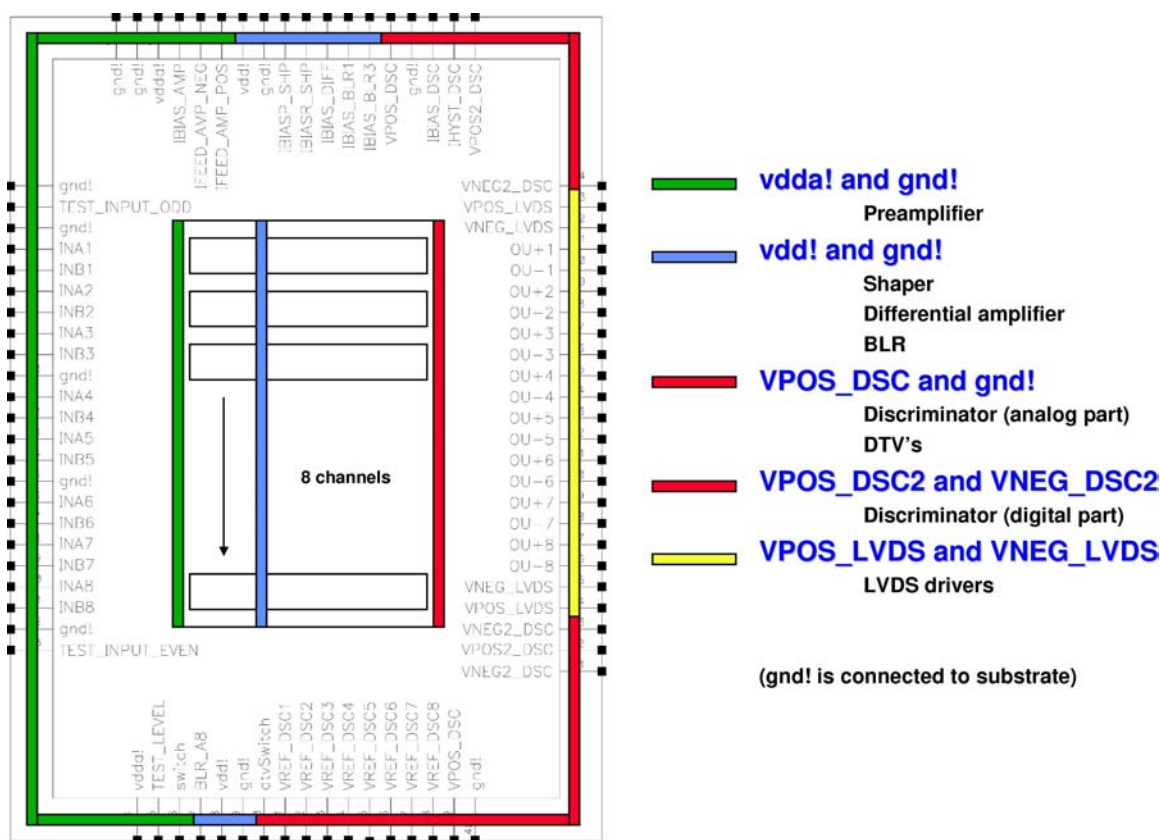 gnd!
gnd!
vdda!
IBIAS_AMP
IFEED_AMP_NEG
IFEED_AMP_POS
vdd!
gnd!
IBIASP_SHP
IBIASR_SHP
IBIAS_DIFF
IBIAS_BLR1
IBIAS_BLR3
VPOS_DSC
gnd!
IBIAS_DSC
IHYST_DSC
VPOS2_DSC
gnd!
TEST_INPUT_ODD
gnd!
INA1
INB1
INA2
INB2
INA3
INB3
gnd!
INA4
INB4
INA5
INB5
gnd!
INA6
INB6
INA7
INB7
INA8
INB8
gnd!
TEST_INPUT_EVEN
8 channels
VNEG2_DSC
VPOS_LVDS
VNEG_LVDS
OU+1
OU-1
OU+2
OU-2
OU+3
OU-3
OU+4
OU-4
OU+5
OU-5
OU+6
OU-6
OU+7
OU-7
OU+8
OU-8
VNEG_LVDS
VPOS_LVDS
VNEG2_DSC
VPOS2_DSC
VNEG2_DSC
vdda!
TEST_LEVEL
switch
BLR_A8
vdd!
gnd!
dtvSwitch
VREF_DSC1
VREF_DSC2
VREF_DSC3
VREF_DSC4
VREF_DSC5
VREF_DSC6
VREF_DSC7
VREF_DSC8
VPOS_DSC
gnd!
vdda! and gnd!
Preamplifier
vdd! and gnd!
Shaper
Differential amplifier
BLR
VPOS_DSC and gnd!
Discriminator (analog part)
DTV's
VPOS_DSC2 and VNEG_DSC2
Discriminator (digital part)
VPOS_LVDS and VNEG_LVDS
LVDS drivers
(gnd! is connected to substrate)